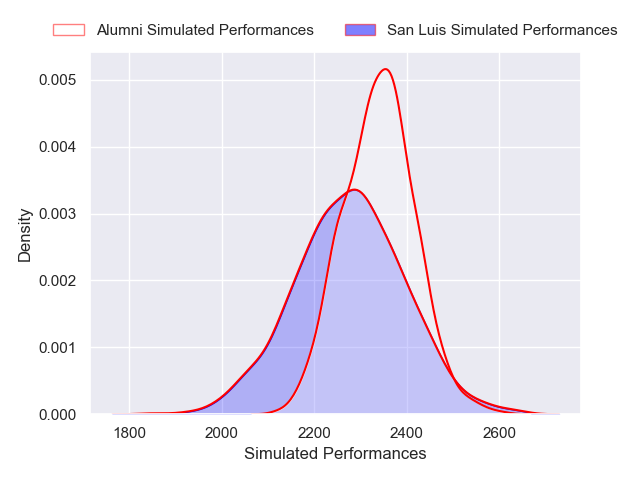 Alumni Simulated Performances San Luis Simulated Performances
0.005
0.004
0.003
0.002
0.001
0.000
Density
1800 2000 2200 2400 2600
Simulated Performances